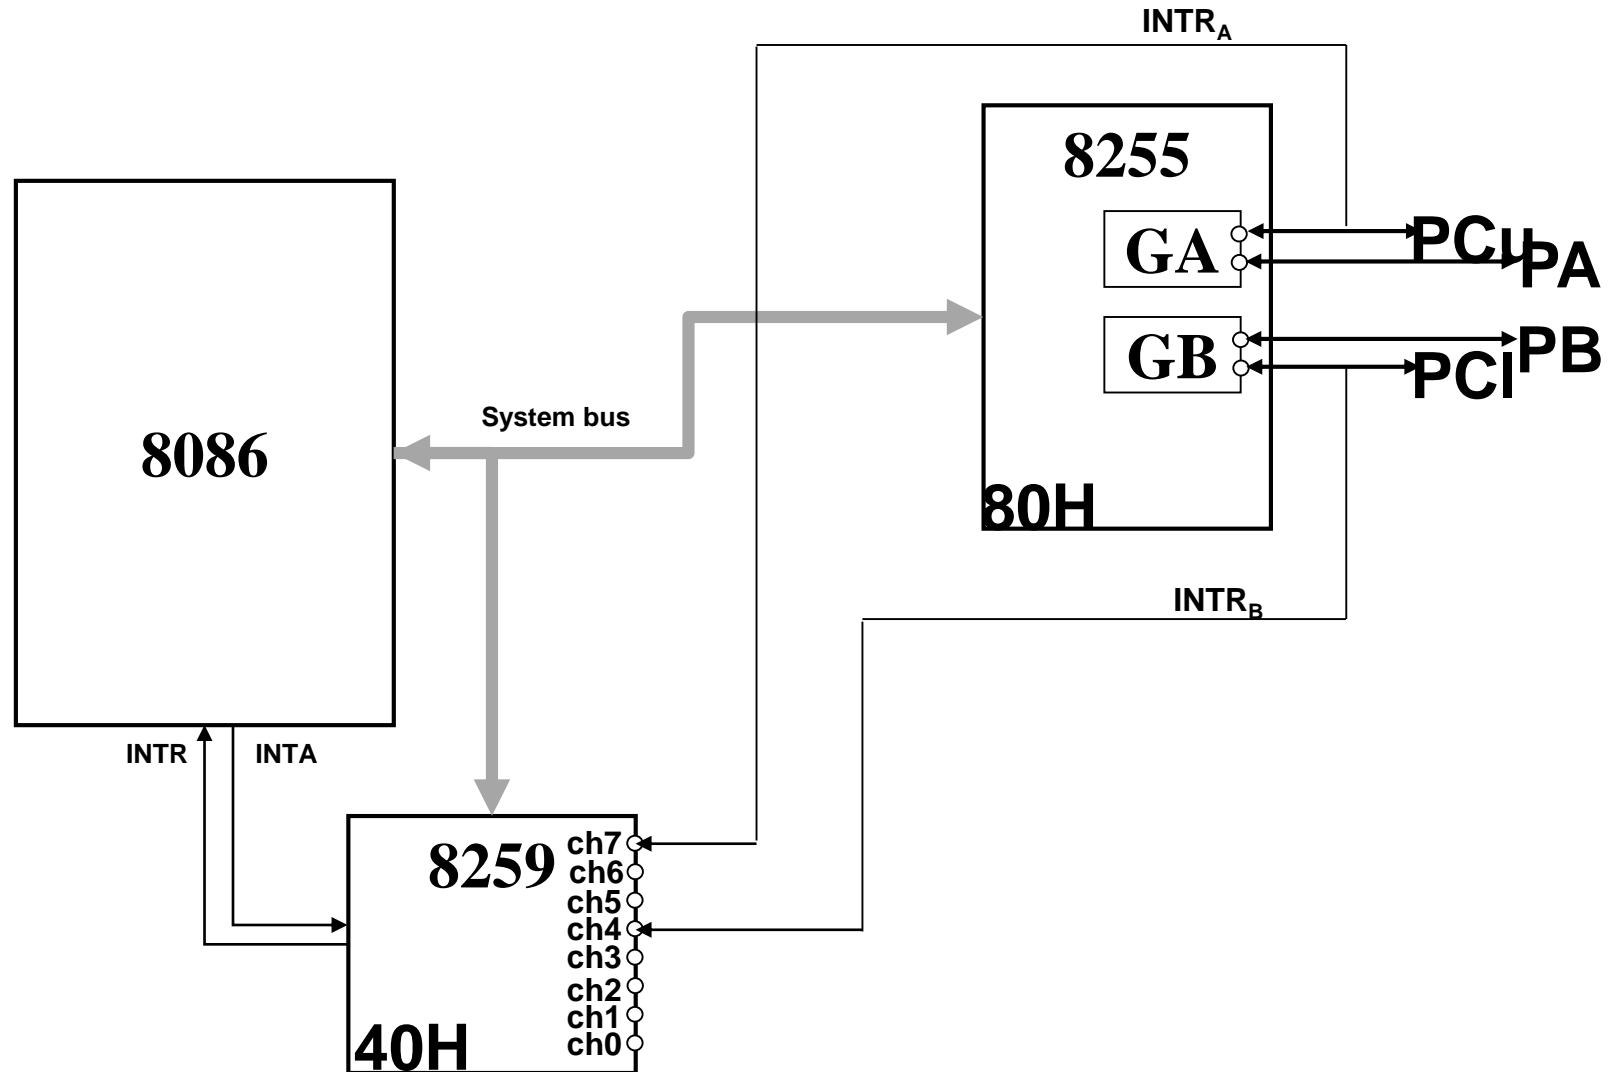 INTRA
8255
GA
PCu
PA
GB
PB
PCl
System bus
8086
80H
INTRB
INTR
INTA
8259
ch7
ch6
ch5
ch4
ch3
ch2
ch1
ch0
40H